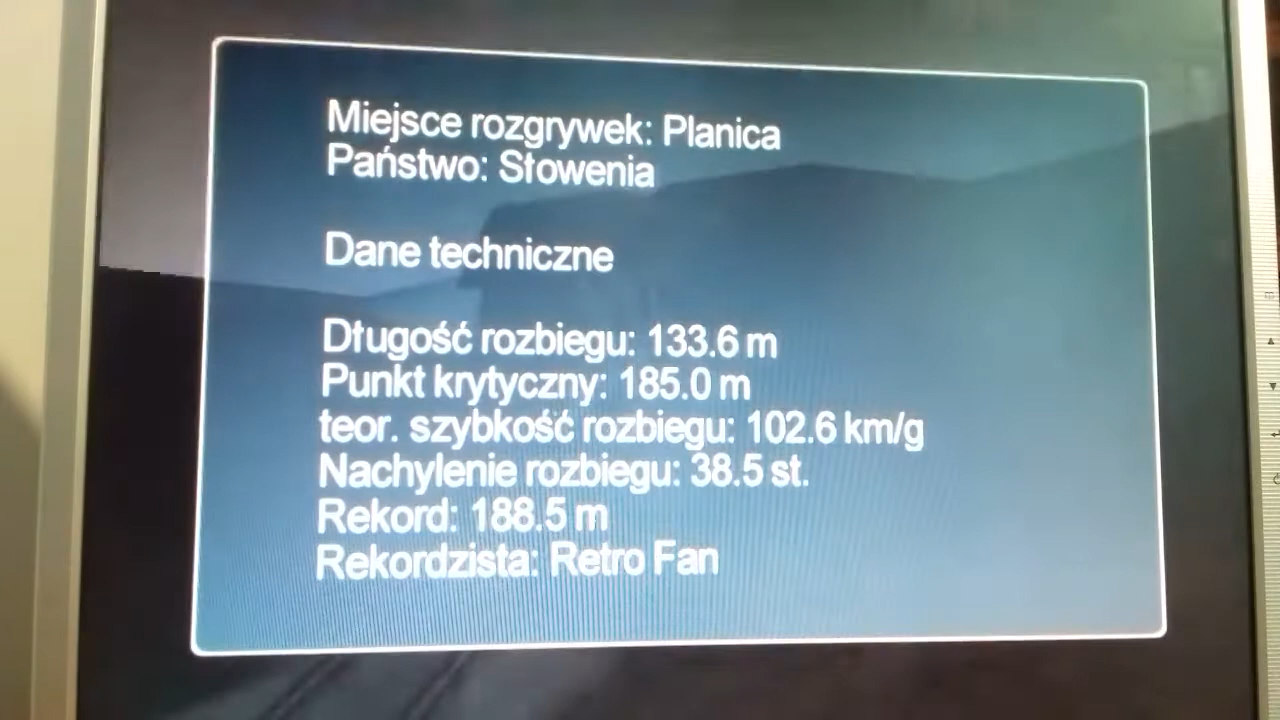 Miejsce rozgrywek: Planica
Państwo: Słowenia
Dane techniczne
Długość rozbiegu: 133.6 m
Punkt krytyczny: 185.0 m
teor. szybkość rozbiegu: 102.6 km/g
Nachylenie rozbiegu: 38.5 st.
Rekord: 188.5 m
Rekordzista: Retro Fan